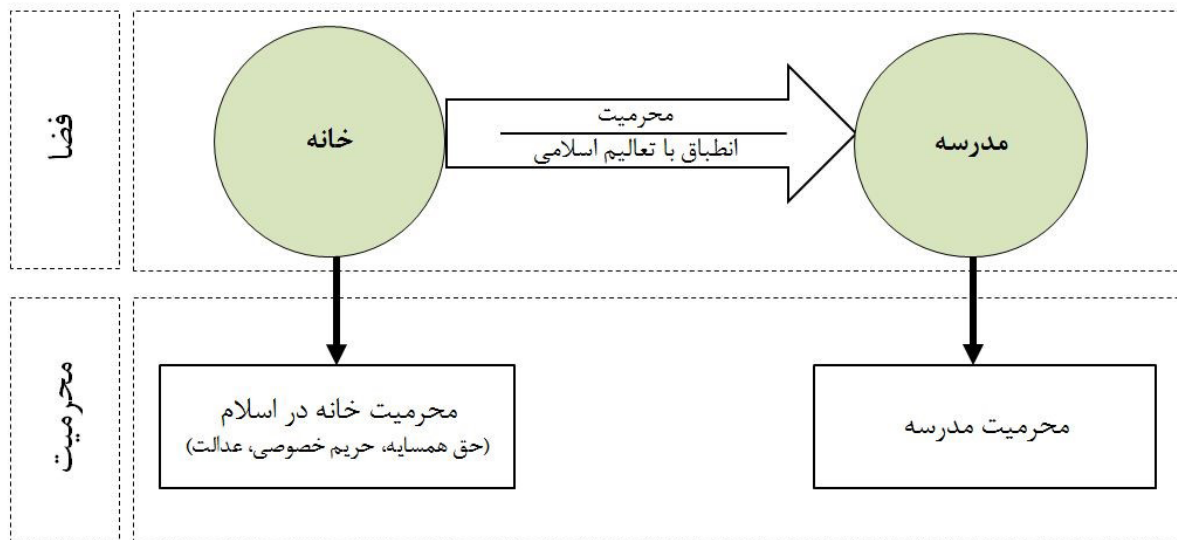 فضا
خانه
محرمیت
انطباق با تعالیم اسلامی
مدرسه
محرمیت
محرمیت خانه در اسلام
(حق همسایه، حریم خصوصی، عدالت)
محرمیت مدرسه